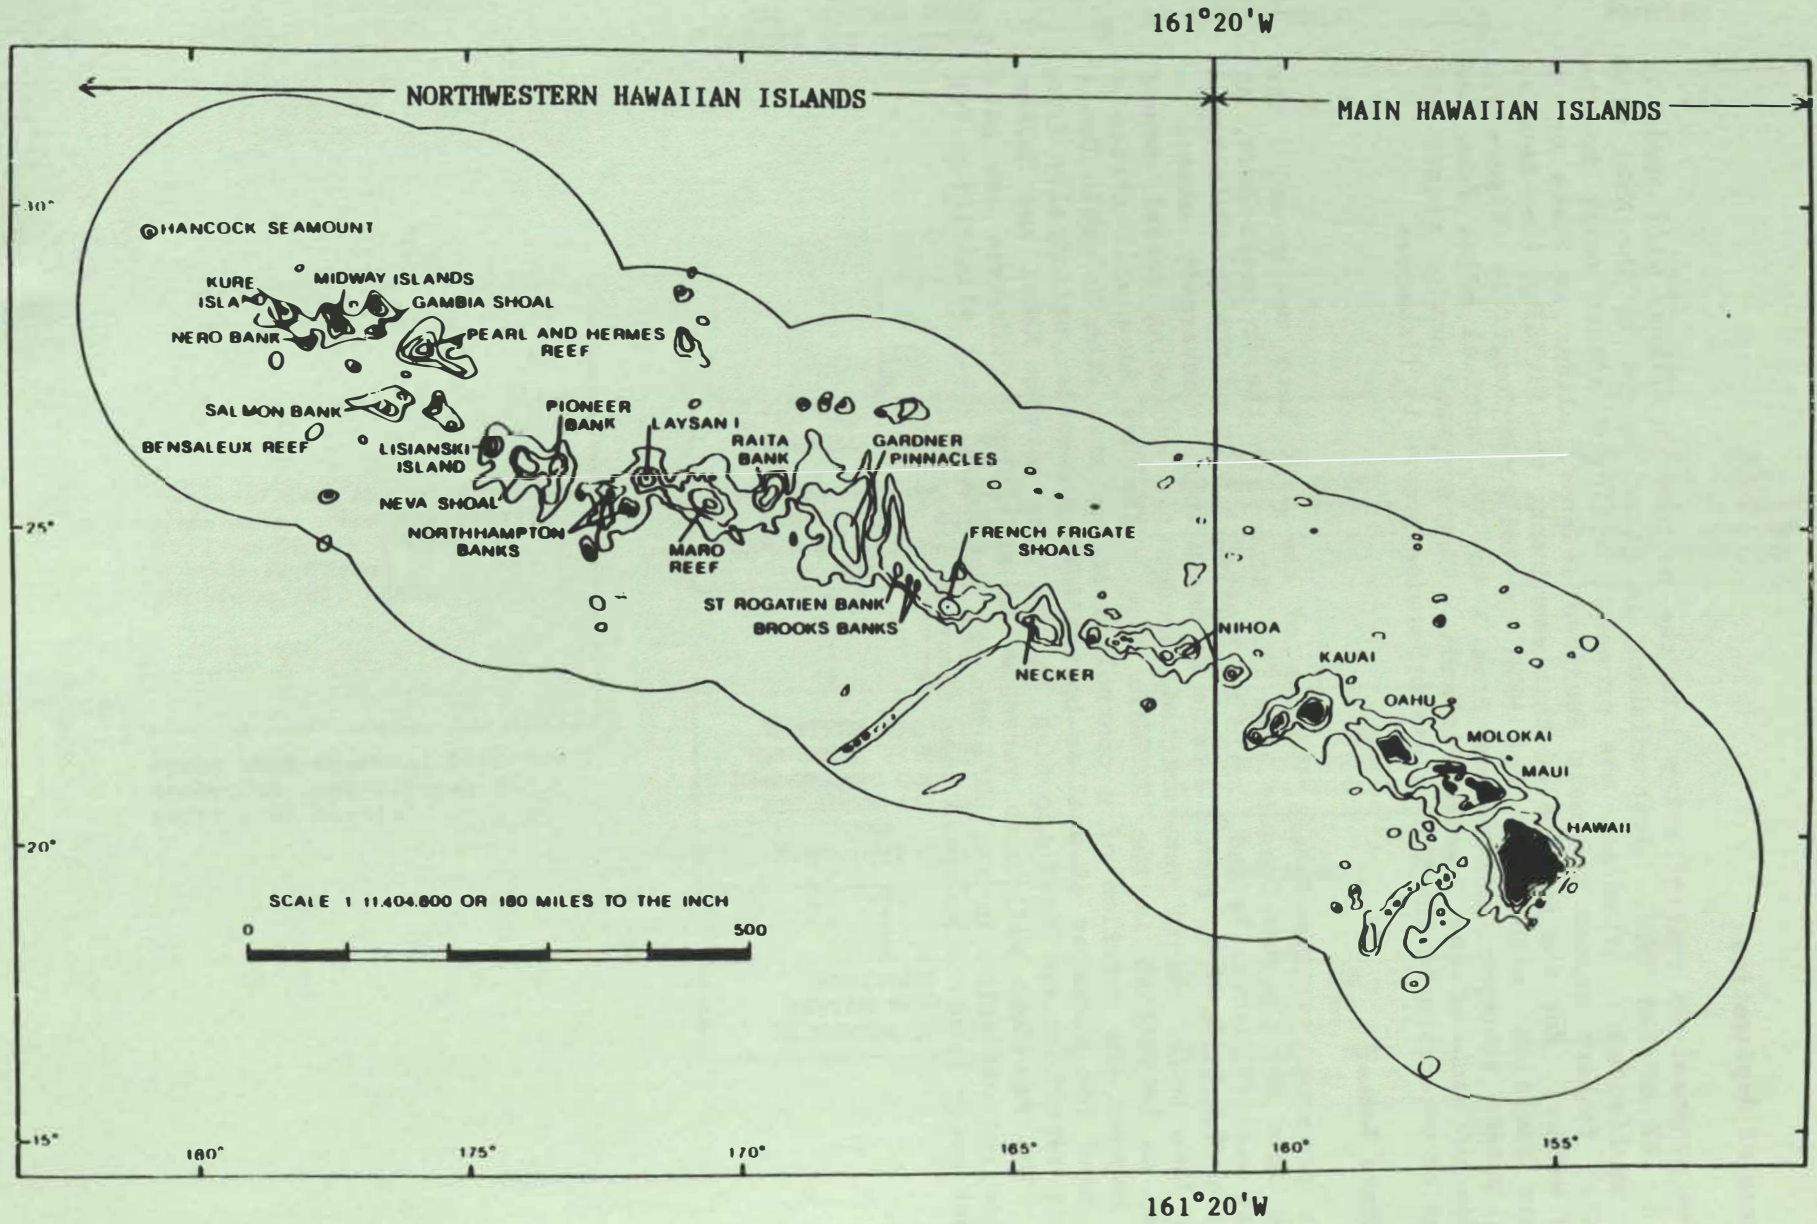 161°20'W
NORTHWESTERN HAWAIIAN ISLANDS
MAIN HAWAIIAN ISLANDS
30°
HANCOCK SEAMOUNT
KURE
ISLA
MIDWAY ISLANDS
GAMBIA SHOAL
NERO BANK
PEARL AND HERMES
REEF
SALMON BANK
BENSALEUX REEF
LISIANSKI
ISLAND
PIONEER
BANK
LAYSAN I
RAITA
BANK
GARDNER
PINNACLES
NEVA SHOAL
25°
NORTHHAMPTON
BANKS
MARO
REEF
FRENCH FRIGATE
SHOALS
ST ROGATIEN BANK
BROOKS BANKS
NECKER
NIHOA
KAUAI
OAHU
MOLOKAI
MAUI
HAWAII
20°
SCALE 1 11.404.800 OR 180 MILES TO THE INCH
0 500
15°
180° 175° 170° 165° 160° 155°
161°20'W